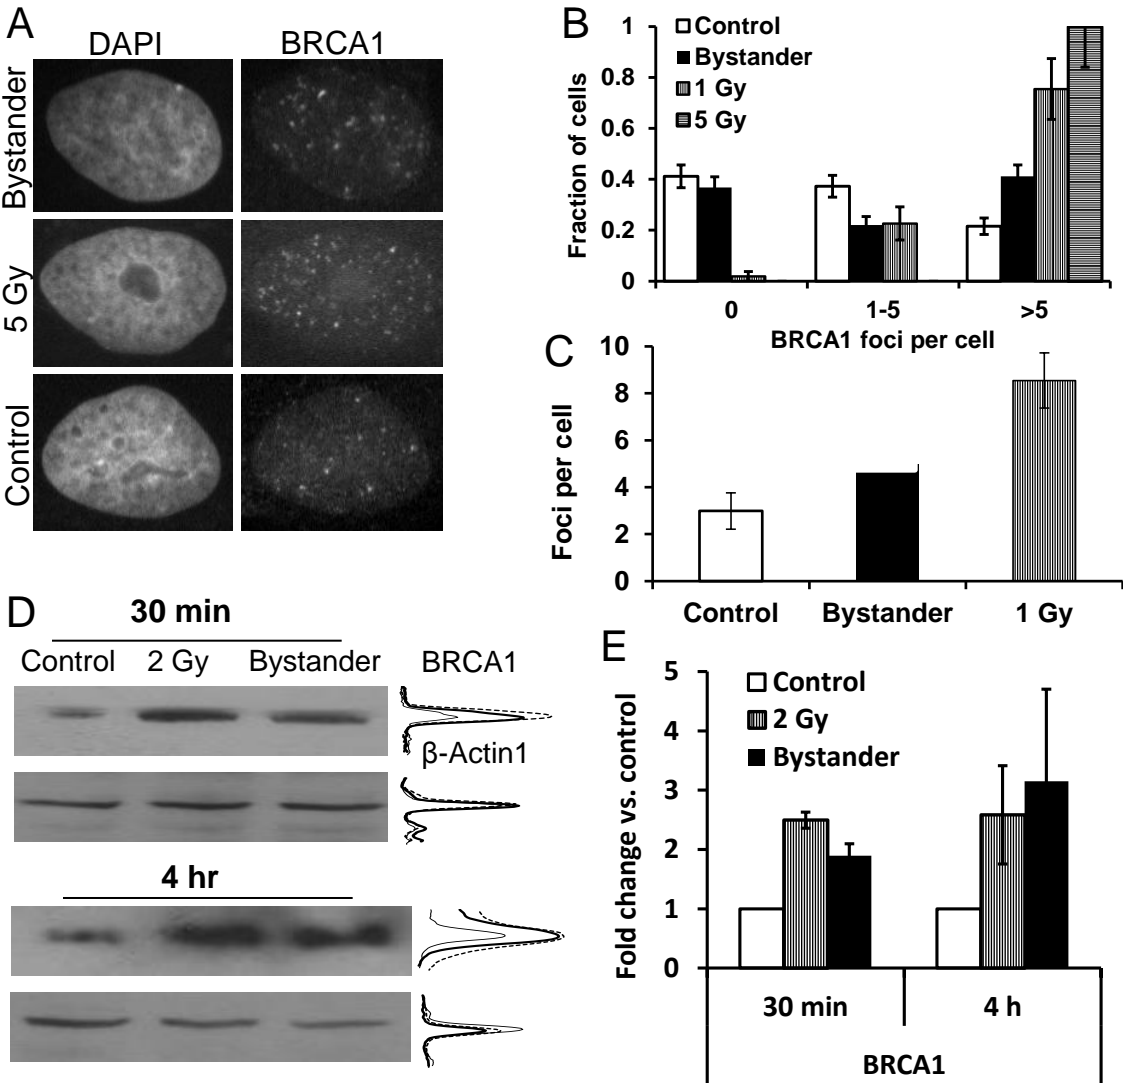 A
DAPI BRCA1
Bystander
5 Gy
Control
B
Fraction of cells
1
0.8
0.6
0.4
0.2
0
Control
Bystander
1 Gy
5 Gy
0 1-5 >5
BRCA1 foci per cell
C
Foci per cell
10
8
6
4
2
0
Control Bystander 1 Gy
D
30 min
Control 2 Gy Bystander BRCA1
β-Actin1
4 hr
E
Fold change vs. control
5
4
3
2
1
0
Control
2 Gy
Bystander
30 min 4 h
BRCA1